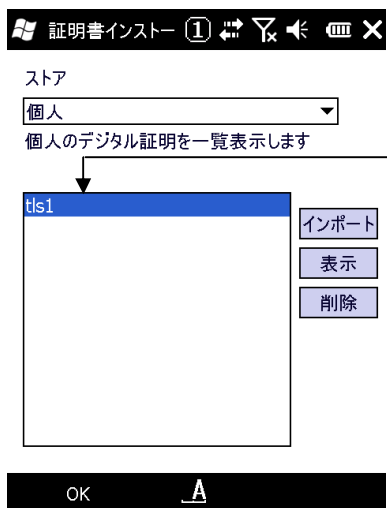 証明書インストー 1
ストア
個人
個人のデジタル証明を一覧表示します
tls1
インポート
表示
削除
OK A